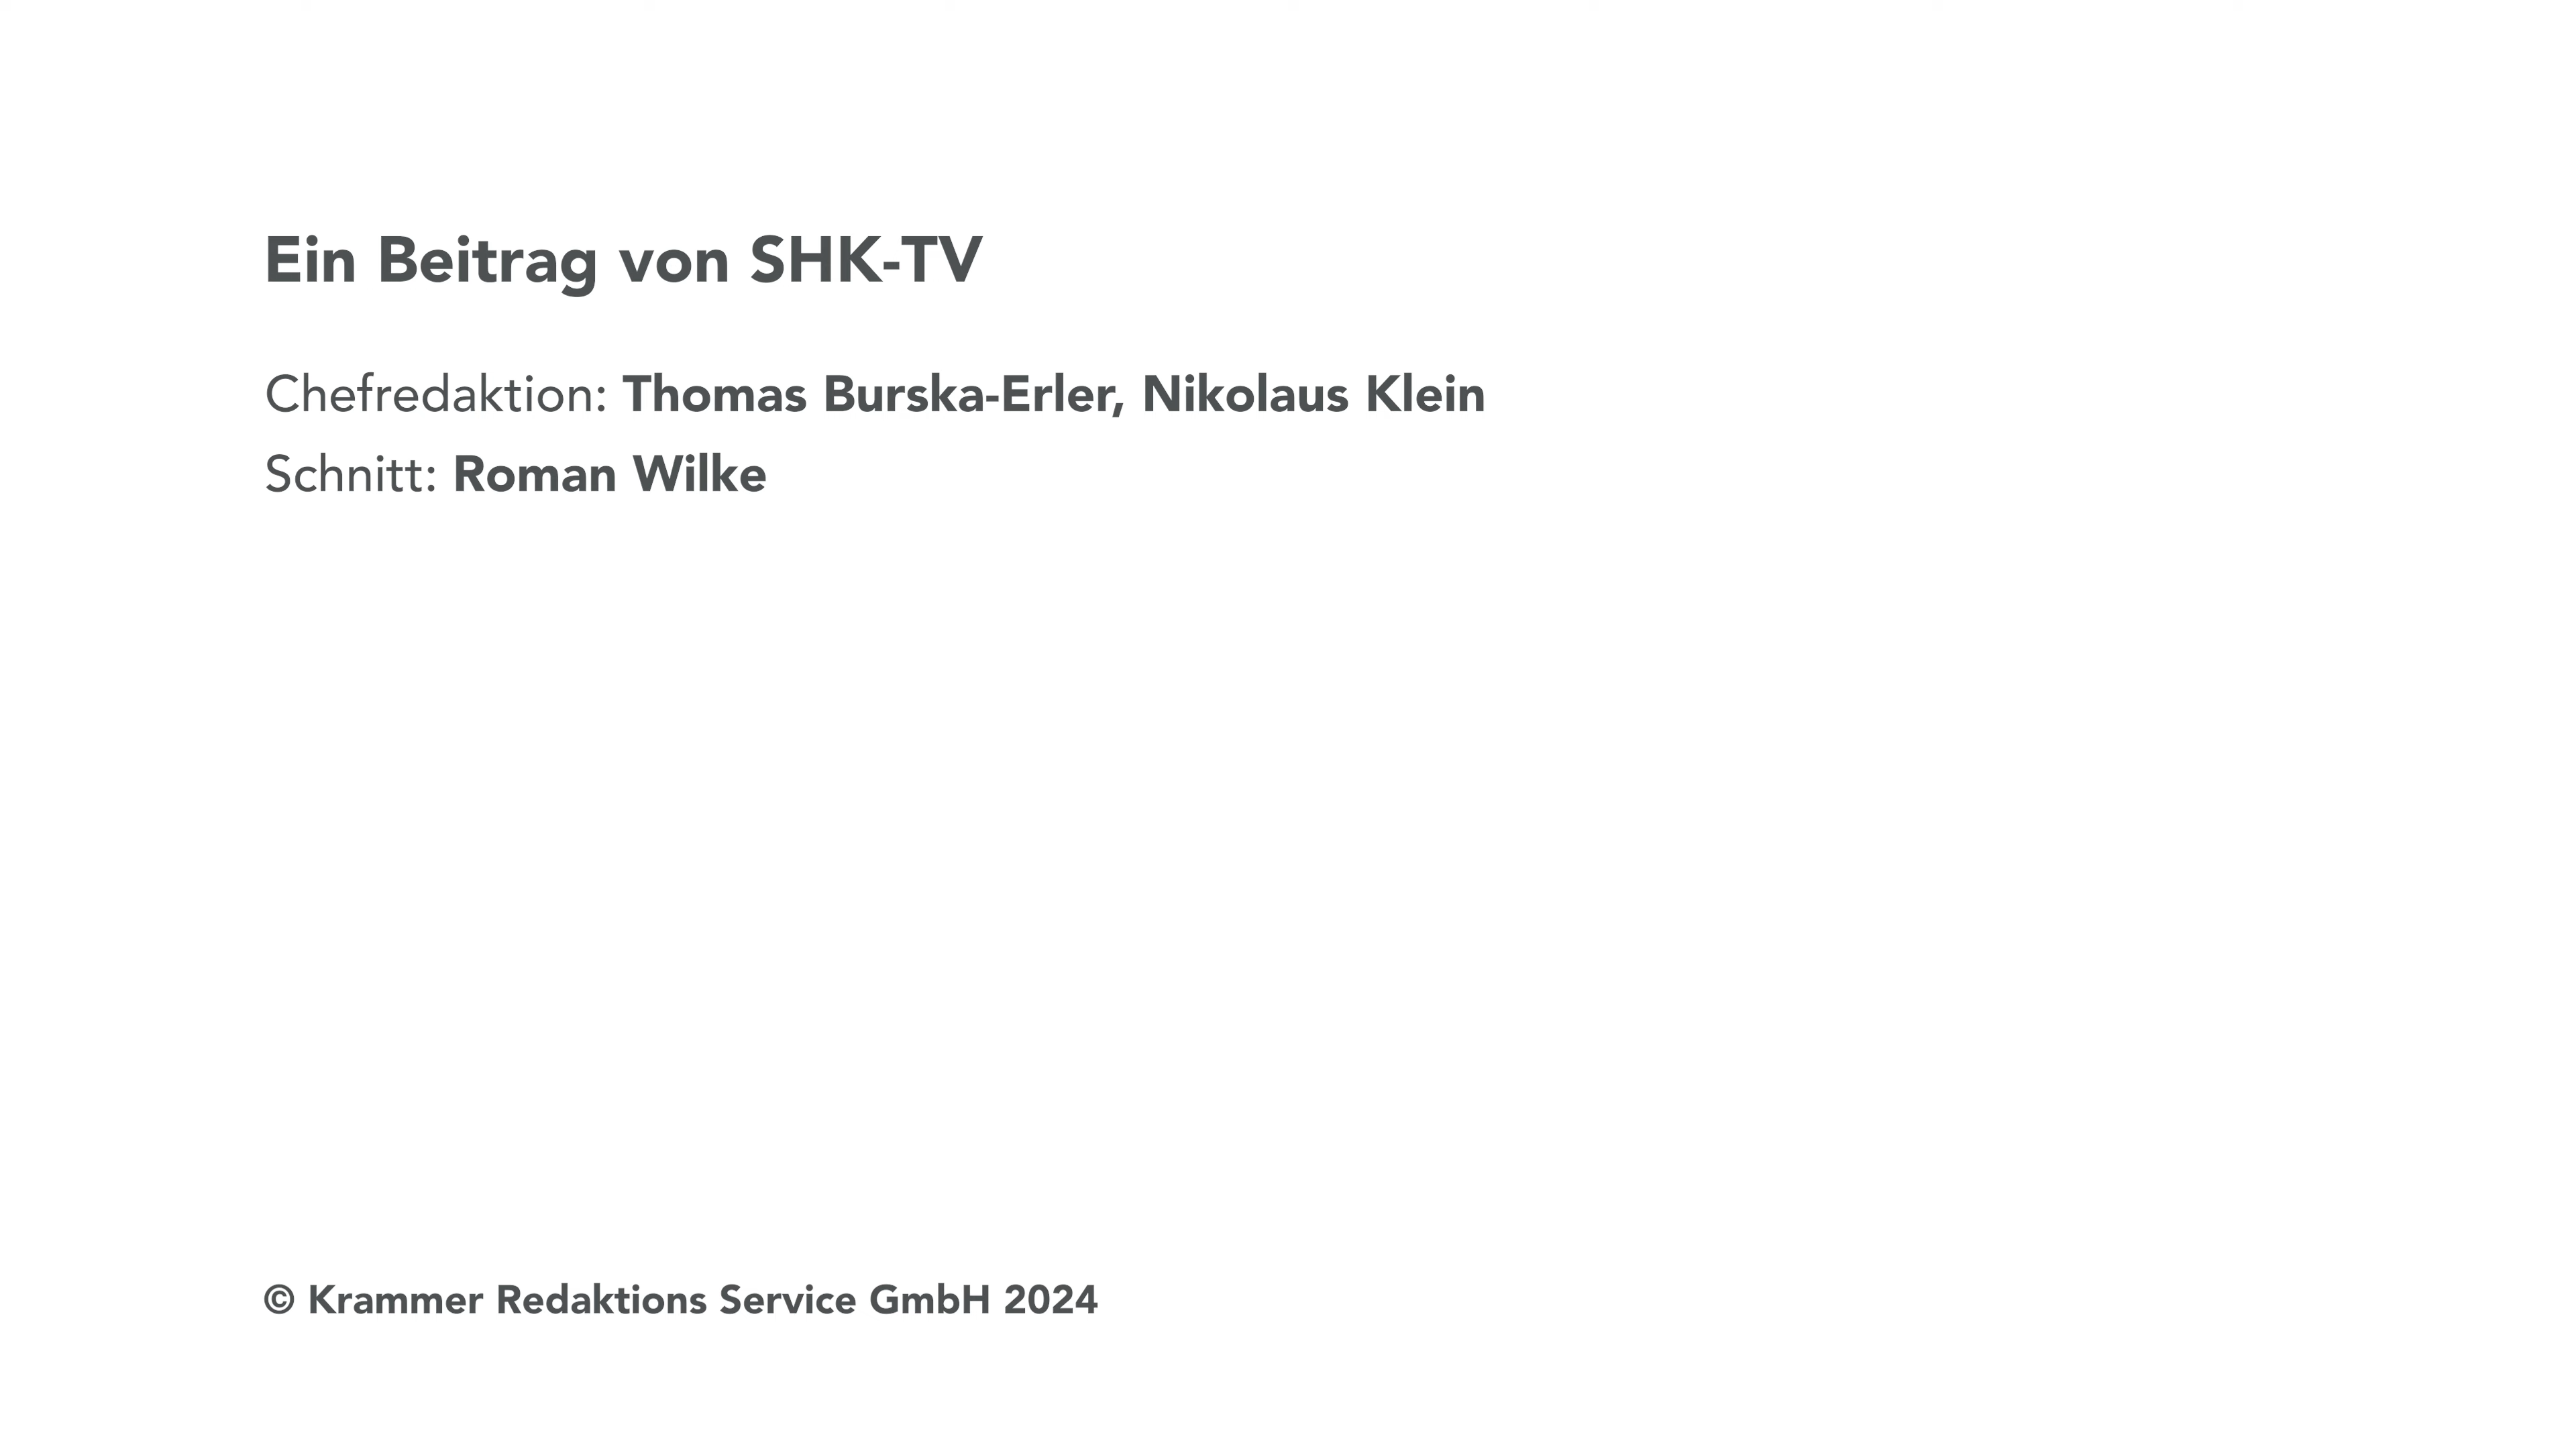 Ein Beitrag von SHK-TV
Chefredaktion: Thomas Burska-Erler, Nikolaus Klein
Schnitt: Roman Wilke
© Krammer Redaktions Service GmbH 2024